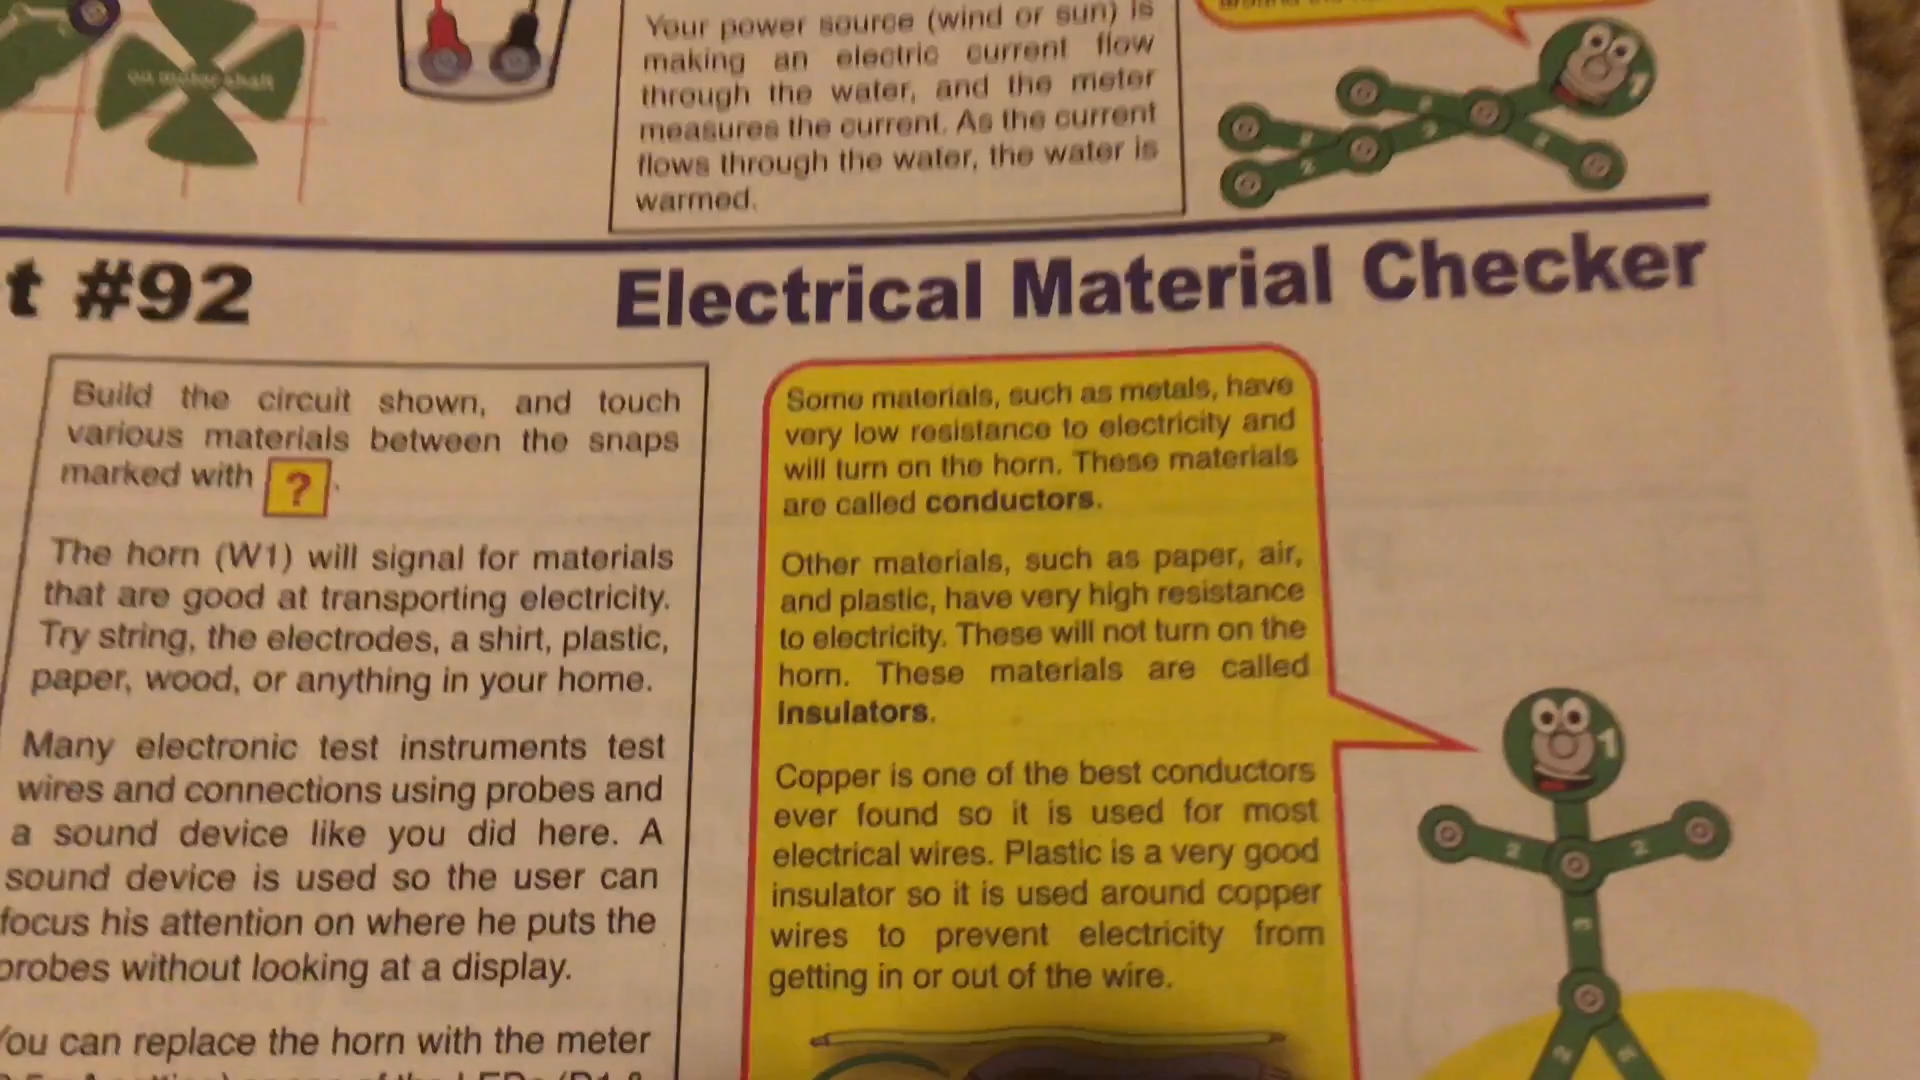 on motor shaft
Your power source (wind or sun) is
making an electric current flow
through the water, and the meter
measures the current. As the current
flows through the water, the water is
warmed.
t #92
Electrical Material Checker
Build the circuit shown, and touch
various materials between the snaps
marked with ? .
The horn (W1) will signal for materials
that are good at transporting electricity.
Try string, the electrodes, a shirt, plastic,
paper, wood, or anything in your home.
Many electronic test instruments test
wires and connections using probes and
a sound device like you did here. A
sound device is used so the user can
focus his attention on where he puts the
probes without looking at a display.
You can replace the horn with the meter
Some materials, such as metals, have
very low resistance to electricity and
will turn on the horn. These materials
are called conductors.
Other materials, such as paper, air,
and plastic, have very high resistance
to electricity. These will not turn on the
horn. These materials are called
insulators.
Copper is one of the best conductors
ever found so it is used for most
electrical wires. Plastic is a very good
insulator so it is used around copper
wires to prevent electricity from
getting in or out of the wire.
1
2
2
3
2
2